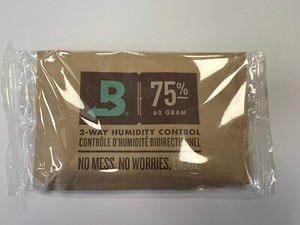 B
75%
60 GRAM
2-WAY HUMIDITY CONTROL
CONTRÔLE D'HUMIDITÉ BIDIRECTIONNEL
NO MESS. NO WORRIES.